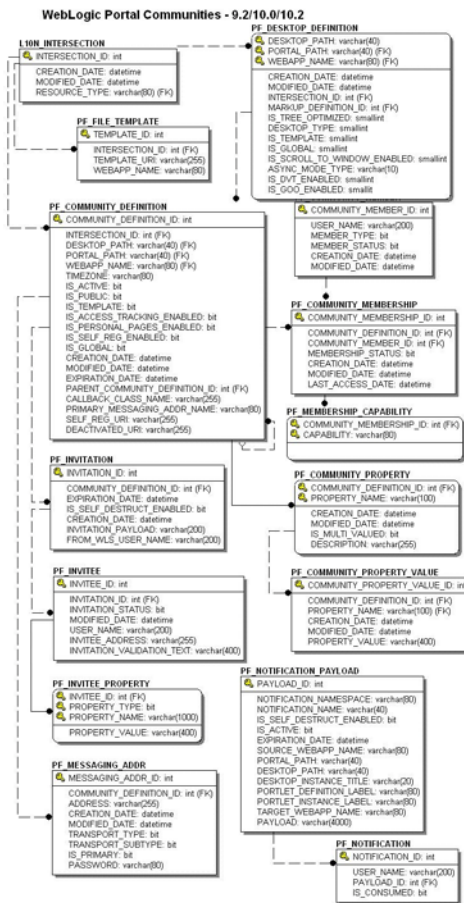 WebLogic Portal Communities - 9.2/10.0/10.2
L10N_INTERSECTION
INTERSECTION_ID: int
CREATION_DATE: datetime
MODIFIED_DATE: datetime
RESOURCE_TYPE: varchar(80) (FK)
PF_DESKTOP_DEFINITION
DESKTOP_PATH: varchar(40)
PORTAL_PATH: varchar(40) (FK)
WEBAPP_NAME: varchar(80) (FK)
CREATION_DATE: datetime
MODIFIED_DATE: datetime
INTERSECTION_ID: int (FK)
MARKUP_DEFINITION_ID: int (FK)
IS_TREE_OPTIMIZED: smallint
DESKTOP_TYPE: smallint
IS_TEMPLATE: smallint
IS_GLOBAL: smallint
IS_SCROLL_TO_WINDOW_ENABLED: smallint
ASYNC_MODE_TYPE: varchar(10)
IS_DVT_ENABLED: smallint
IS_GOO_ENABLED: smallint
PF_FILE_TEMPLATE
TEMPLATE_ID: int
INTERSECTION_ID: int (FK)
TEMPLATE_URI: varchar(255)
WEBAPP_NAME: varchar(80)
PF_COMMUNITY_DEFINITION
COMMUNITY_DEFINITION_ID: int
INTERSECTION_ID: int (FK)
DESKTOP_PATH: varchar(40) (FK)
PORTAL_PATH: varchar(40) (FK)
WEBAPP_NAME: varchar(80) (FK)
TIMEZONE: varchar(80)
IS_ACTIVE: bit
IS_PUBLIC: bit
IS_TEMPLATE: bit
IS_ACCESS_TRACKING_ENABLED: bit
IS_PERSONAL_PAGES_ENABLED: bit
IS_SELF_REG_ENABLED: bit
IS_GLOBAL: bit
CREATION_DATE: datetime
MODIFIED_DATE: datetime
EXPIRATION_DATE: datetime
PARENT_COMMUNITY_DEFINITION_ID: int (FK)
CALLBACK_CLASS_NAME: varchar(255)
PRIMARY_MESSAGING_ADDR_NAME: varchar(80)
SELF_REG_URI: varchar(255)
DEACTIVATED_URI: varchar(255)
COMMUNITY_MEMBER_ID: int
USER_NAME: varchar(200)
MEMBER_TYPE: bit
MEMBER_STATUS: bit
CREATION_DATE: datetime
MODIFIED_DATE: datetime
PF_COMMUNITY_MEMBERSHIP
COMMUNITY_MEMBERSHIP_ID: int
COMMUNITY_DEFINITION_ID: int (FK)
COMMUNITY_MEMBER_ID: int (FK)
MEMBERSHIP_STATUS: bit
CREATION_DATE: datetime
MODIFIED_DATE: datetime
LAST_ACCESS_DATE: datetime
PF_MEMBERSHIP_CAPABILITY
COMMUNITY_MEMBERSHIP_ID: int (FK)
CAPABILITY: varchar(80)
PF_INVITATION
INVITATION_ID: int
COMMUNITY_DEFINITION_ID: int (FK)
EXPIRATION_DATE: datetime
IS_SELF_DESTRUCT_ENABLED: bit
CREATION_DATE: datetime
INVITATION_PAYLOAD: varchar(200)
FROM_WLS_USER_NAME: varchar(200)
PF_COMMUNITY_PROPERTY
COMMUNITY_DEFINITION_ID: int (FK)
PROPERTY_NAME: varchar(100)
CREATION_DATE: datetime
MODIFIED_DATE: datetime
IS_MULTI_VALUED: bit
DESCRIPTION: varchar(255)
PF_INVITEE
INVITEE_ID: int
INVITATION_ID: int (FK)
INVITATION_STATUS: bit
MODIFIED_DATE: datetime
USER_NAME: varchar(200)
INVITEE_ADDRESS: varchar(255)
INVITATION_VALIDATION_TEXT: varchar(400)
PF_COMMUNITY_PROPERTY_VALUE
COMMUNITY_PROPERTY_VALUE_ID: int
COMMUNITY_DEFINITION_ID: int (FK)
PROPERTY_NAME: varchar(100) (FK)
CREATION_DATE: datetime
MODIFIED_DATE: datetime
PROPERTY_VALUE: varchar(400)
PF_INVITEE_PROPERTY
INVITEE_ID: int (FK)
PROPERTY_TYPE: bit
PROPERTY_NAME: varchar(1000)
PROPERTY_VALUE: varchar(400)
PF_NOTIFICATION_PAYLOAD
PAYLOAD_ID: int
NOTIFICATION_NAMESPACE: varchar(80)
NOTIFICATION_NAME: varchar(40)
IS_SELF_DESTRUCT_ENABLED: bit
IS_ACTIVE: bit
EXPIRATION_DATE: datetime
SOURCE_WEBAPP_NAME: varchar(80)
PORTAL_PATH: varchar(40)
DESKTOP_PATH: varchar(40)
DESKTOP_INSTANCE_TITLE: varchar(20)
PORTLET_DEFINITION_LABEL: varchar(80)
PORTLET_INSTANCE_LABEL: varchar(80)
TARGET_WEBAPP_NAME: varchar(80)
PAYLOAD: varchar(4000)
PF_MESSAGING_ADDR
MESSAGING_ADDR_ID: int
COMMUNITY_DEFINITION_ID: int (FK)
ADDRESS: varchar(255)
CREATION_DATE: datetime
MODIFIED_DATE: datetime
TRANSPORT_TYPE: bit
TRANSPORT_SUBTYPE: bit
IS_PRIMARY: bit
PASSWORD: varchar(80)
PF_NOTIFICATION
NOTIFICATION_ID: int
USER_NAME: varchar(200)
PAYLOAD_ID: int (FK)
IS_CONSUMED: bit